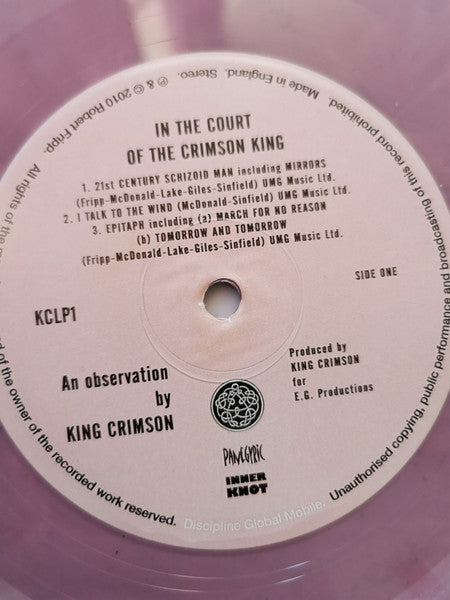 IN THE COURT
OF THE CRIMSON KING
1. 21st CENTURY SCHIZOID MAN including MIRRORS
(Fripp-McDonald-Lake-Giles-Sinfield) UMG Music Ltd.
2. I TALK TO THE WIND (McDonald-Sinfield) UMG Music Ltd.
3. EPITAPH including (a) MARCH FOR NO REASON
(b) TOMORROW AND TOMORROW
(Fripp-McDonald-Lake-Giles-Sinfield) UMG Music Ltd.
SIDE ONE
KCLP1
An observation
by
KING CRIMSON
Produced by
KING CRIMSON
for
E.G. Productions
PANEGYRIC
INNER
KNOT
All rights of the
rd of the owner of the recorded work reserved.
Unauthorised copying, public performance and broadcasting of this record prohibited.
Made in England. Stereo. ℗ & © 2010 Robert Fripp.
Discipline Global Mobile.